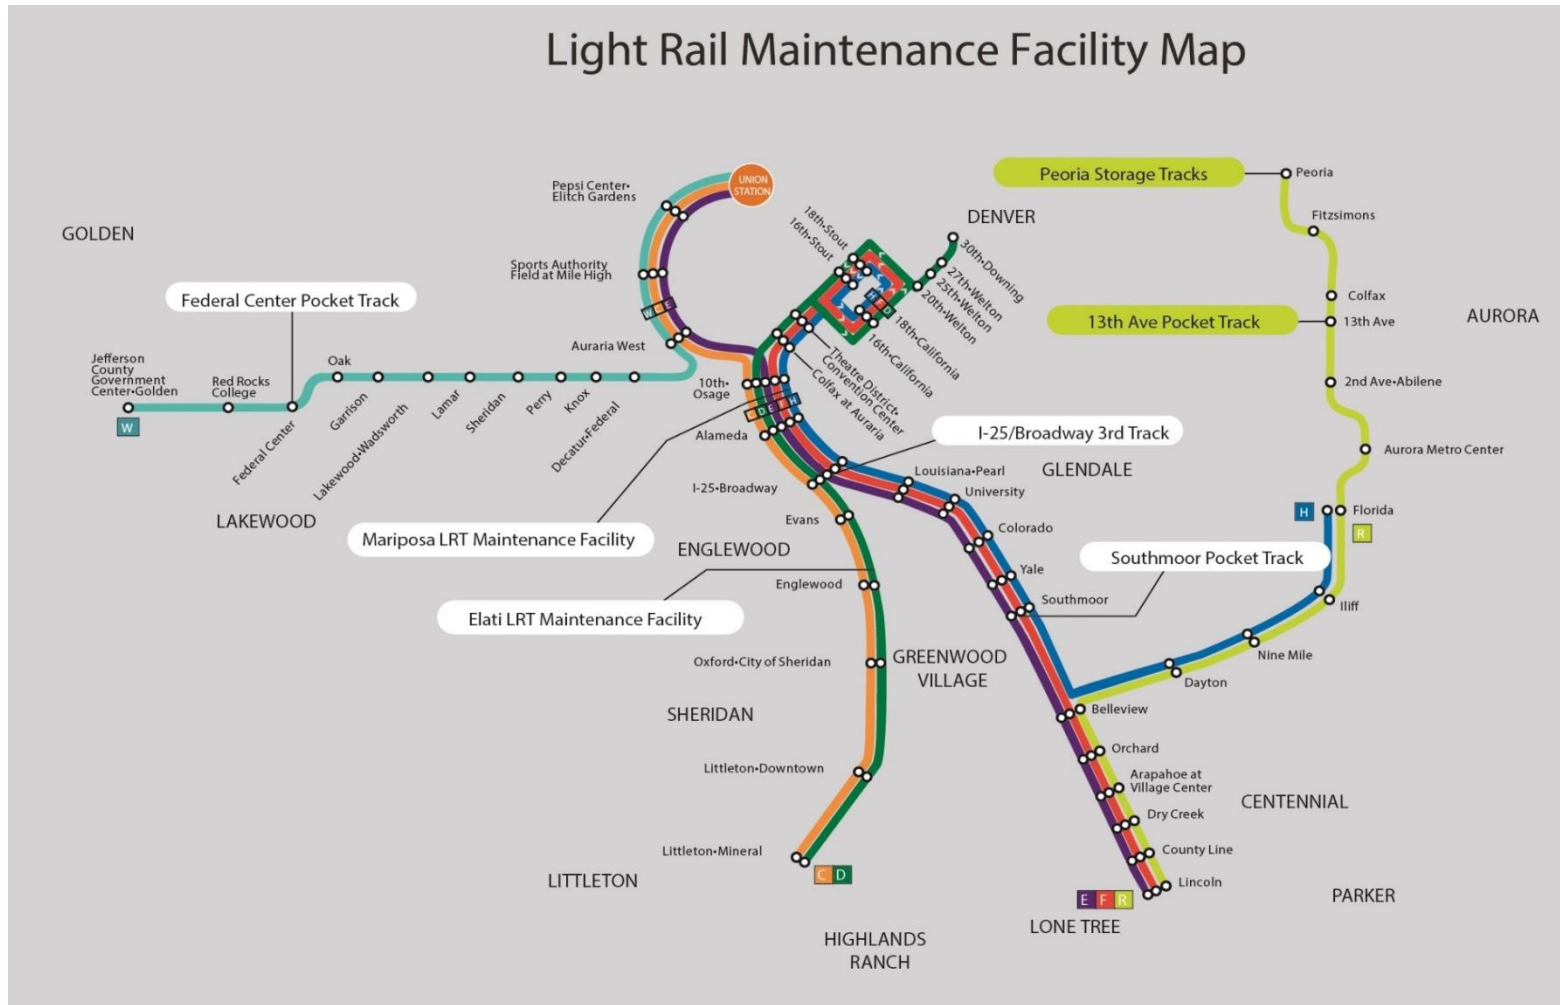 Light Rail Maintenance Facility Map
UNION
STATION
Pepsi Center•
Elitch Gardens
Sports Authority
Field at Mile High
W C E
Auraria West
GOLDEN
Federal Center Pocket Track
Jefferson
County
Government
Center•Golden
W
Red Rocks
College
Federal Center
Oak
Garrison
Lakewood•Wadsworth
Lamar
Sheridan
Perry
Knox
Decatur•Federal
LAKEWOOD
DENVER
18th•Stout
16th•Stout
30th•Downing
27th•Welton
25th•Welton
20th•Welton
H F D
18th•California
16th•California
Theatre District•
Convention Center
Colfax at Auraria
10th•
Osage
C D E F H
Alameda
I-25•Broadway
I-25/Broadway 3rd Track
Mariposa LRT Maintenance Facility
Elati LRT Maintenance Facility
Evans
ENGLEWOOD
Englewood
Oxford•City of Sheridan
SHERIDAN
Littleton•Downtown
Littleton•Mineral
C D
LITTLETON
HIGHLANDS
RANCH
GREENWOOD
VILLAGE
GLENDALE
Louisiana•Pearl
University
Colorado
Yale
Southmoor
Southmoor Pocket Track
Belleview
Orchard
Arapahoe at
Village Center
Dry Creek
County Line
Lincoln
E F R
LONE TREE
CENTENNIAL
PARKER
Peoria Storage Tracks
Peoria
Fitzsimons
Colfax
13th Ave Pocket Track
13th Ave
AURORA
2nd Ave•Abilene
Aurora Metro Center
H
Florida
R
Iliff
Nine Mile
Dayton